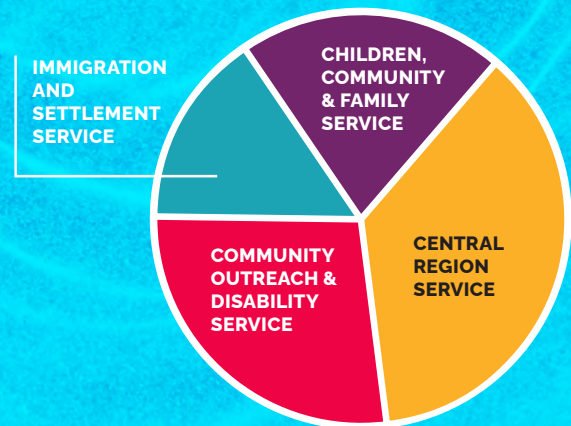 IMMIGRATION
AND
SETTLEMENT
SERVICE
CHILDREN,
COMMUNITY
& FAMILY
SERVICE
CENTRAL
REGION
SERVICE
COMMUNITY
OUTREACH &
DISABILITY
SERVICE